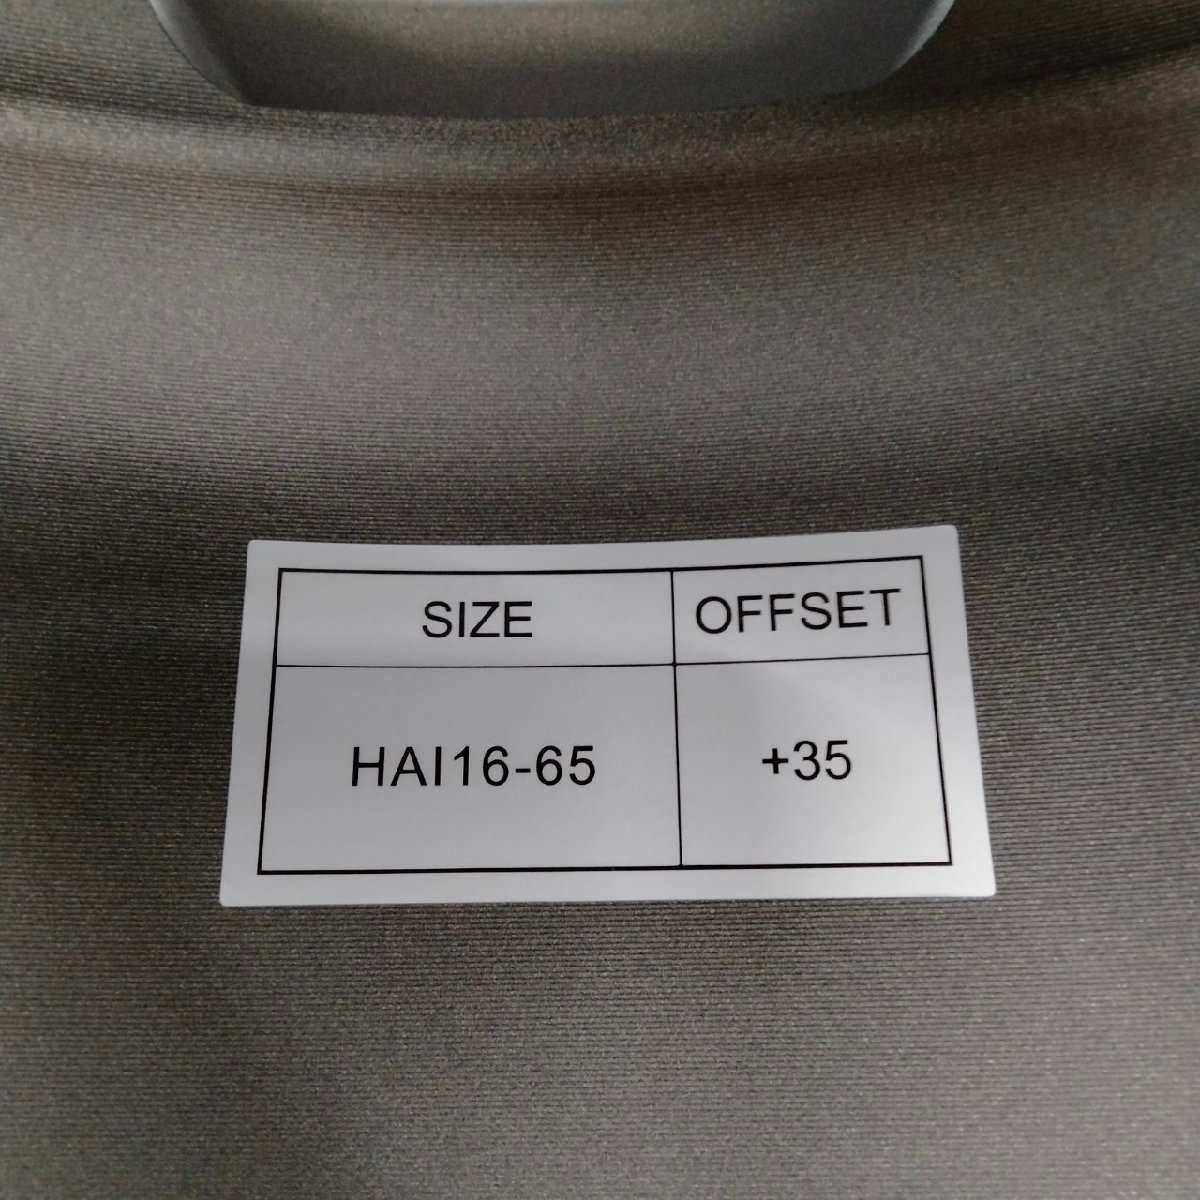 SIZE OFFSET
HAI16-65 +35